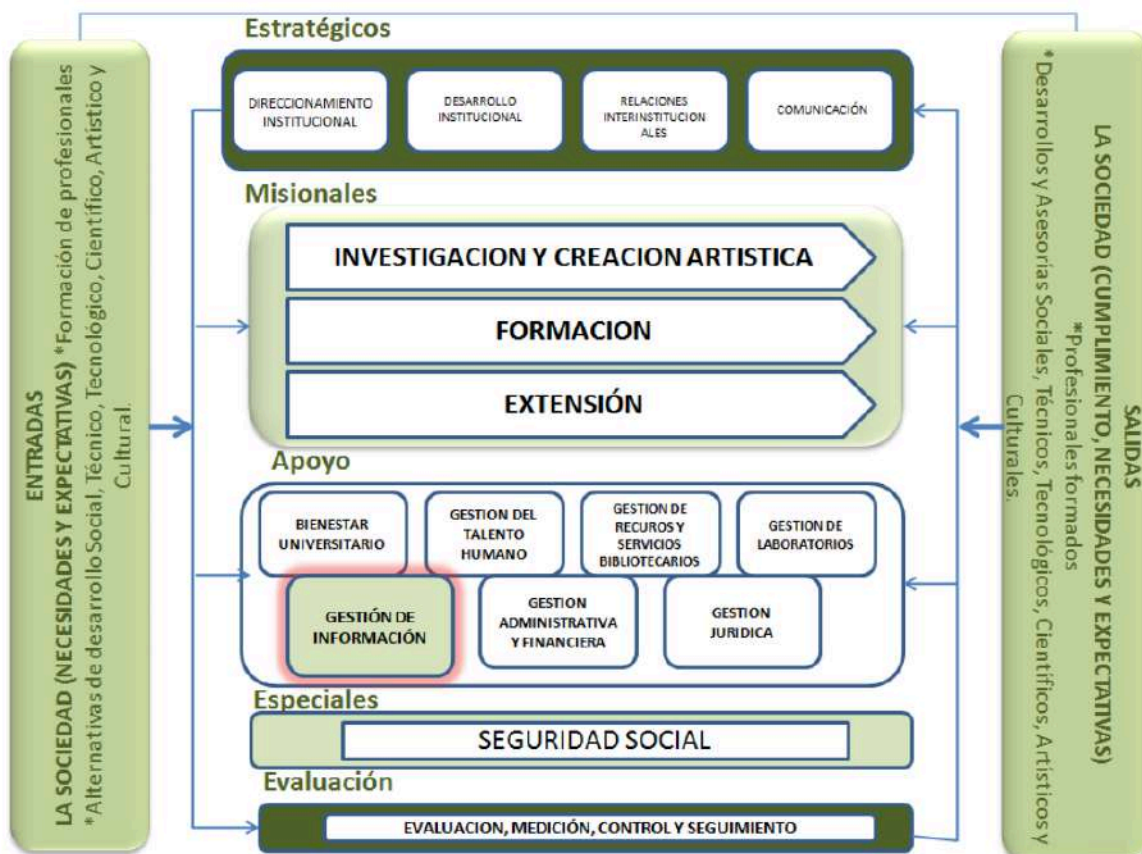 ENTRADAS
LA SOCIEDAD (NECESIDADES Y EXPECTATIVAS) *Formación de profesionales
*Alternativas de desarrollo Social, Técnico, Tecnológico, Científico, Artístico y
Cultural.
Estratégicos
DIRECCIONAMIENTO
INSTITUCIONAL
DESARROLLO
INSTITUCIONAL
RELACIONES
INTERINSTITUCION
ALES
COMUNICACIÓN
Misionales
INVESTIGACION Y CREACION ARTISTICA
FORMACION
EXTENSIÓN
Apoyo
BIENESTAR
UNIVERSITARIO
GESTION DEL
TALENTO
HUMANO
GESTION DE
RECUROS Y
SERVICIOS
BIBLIOTECARIOS
GESTION DE
LABORATORIOS
GESTIÓN DE
INFORMACIÓN
GESTION
ADMINISTRATIVA
Y FINANCIERA
GESTION
JURIDICA
Especiales
SEGURIDAD SOCIAL
Evaluación
EVALUACION, MEDICIÓN, CONTROL Y SEGUIMIENTO
SALIDAS
LA SOCIEDAD (CUMPLIMIENTO, NECESIDADES Y EXPECTATIVAS)
*Profesionales formados
*Desarrollos y Asesorías Sociales, Técnicos, Tecnológicos, Científicos, Artísticos y
Culturales.